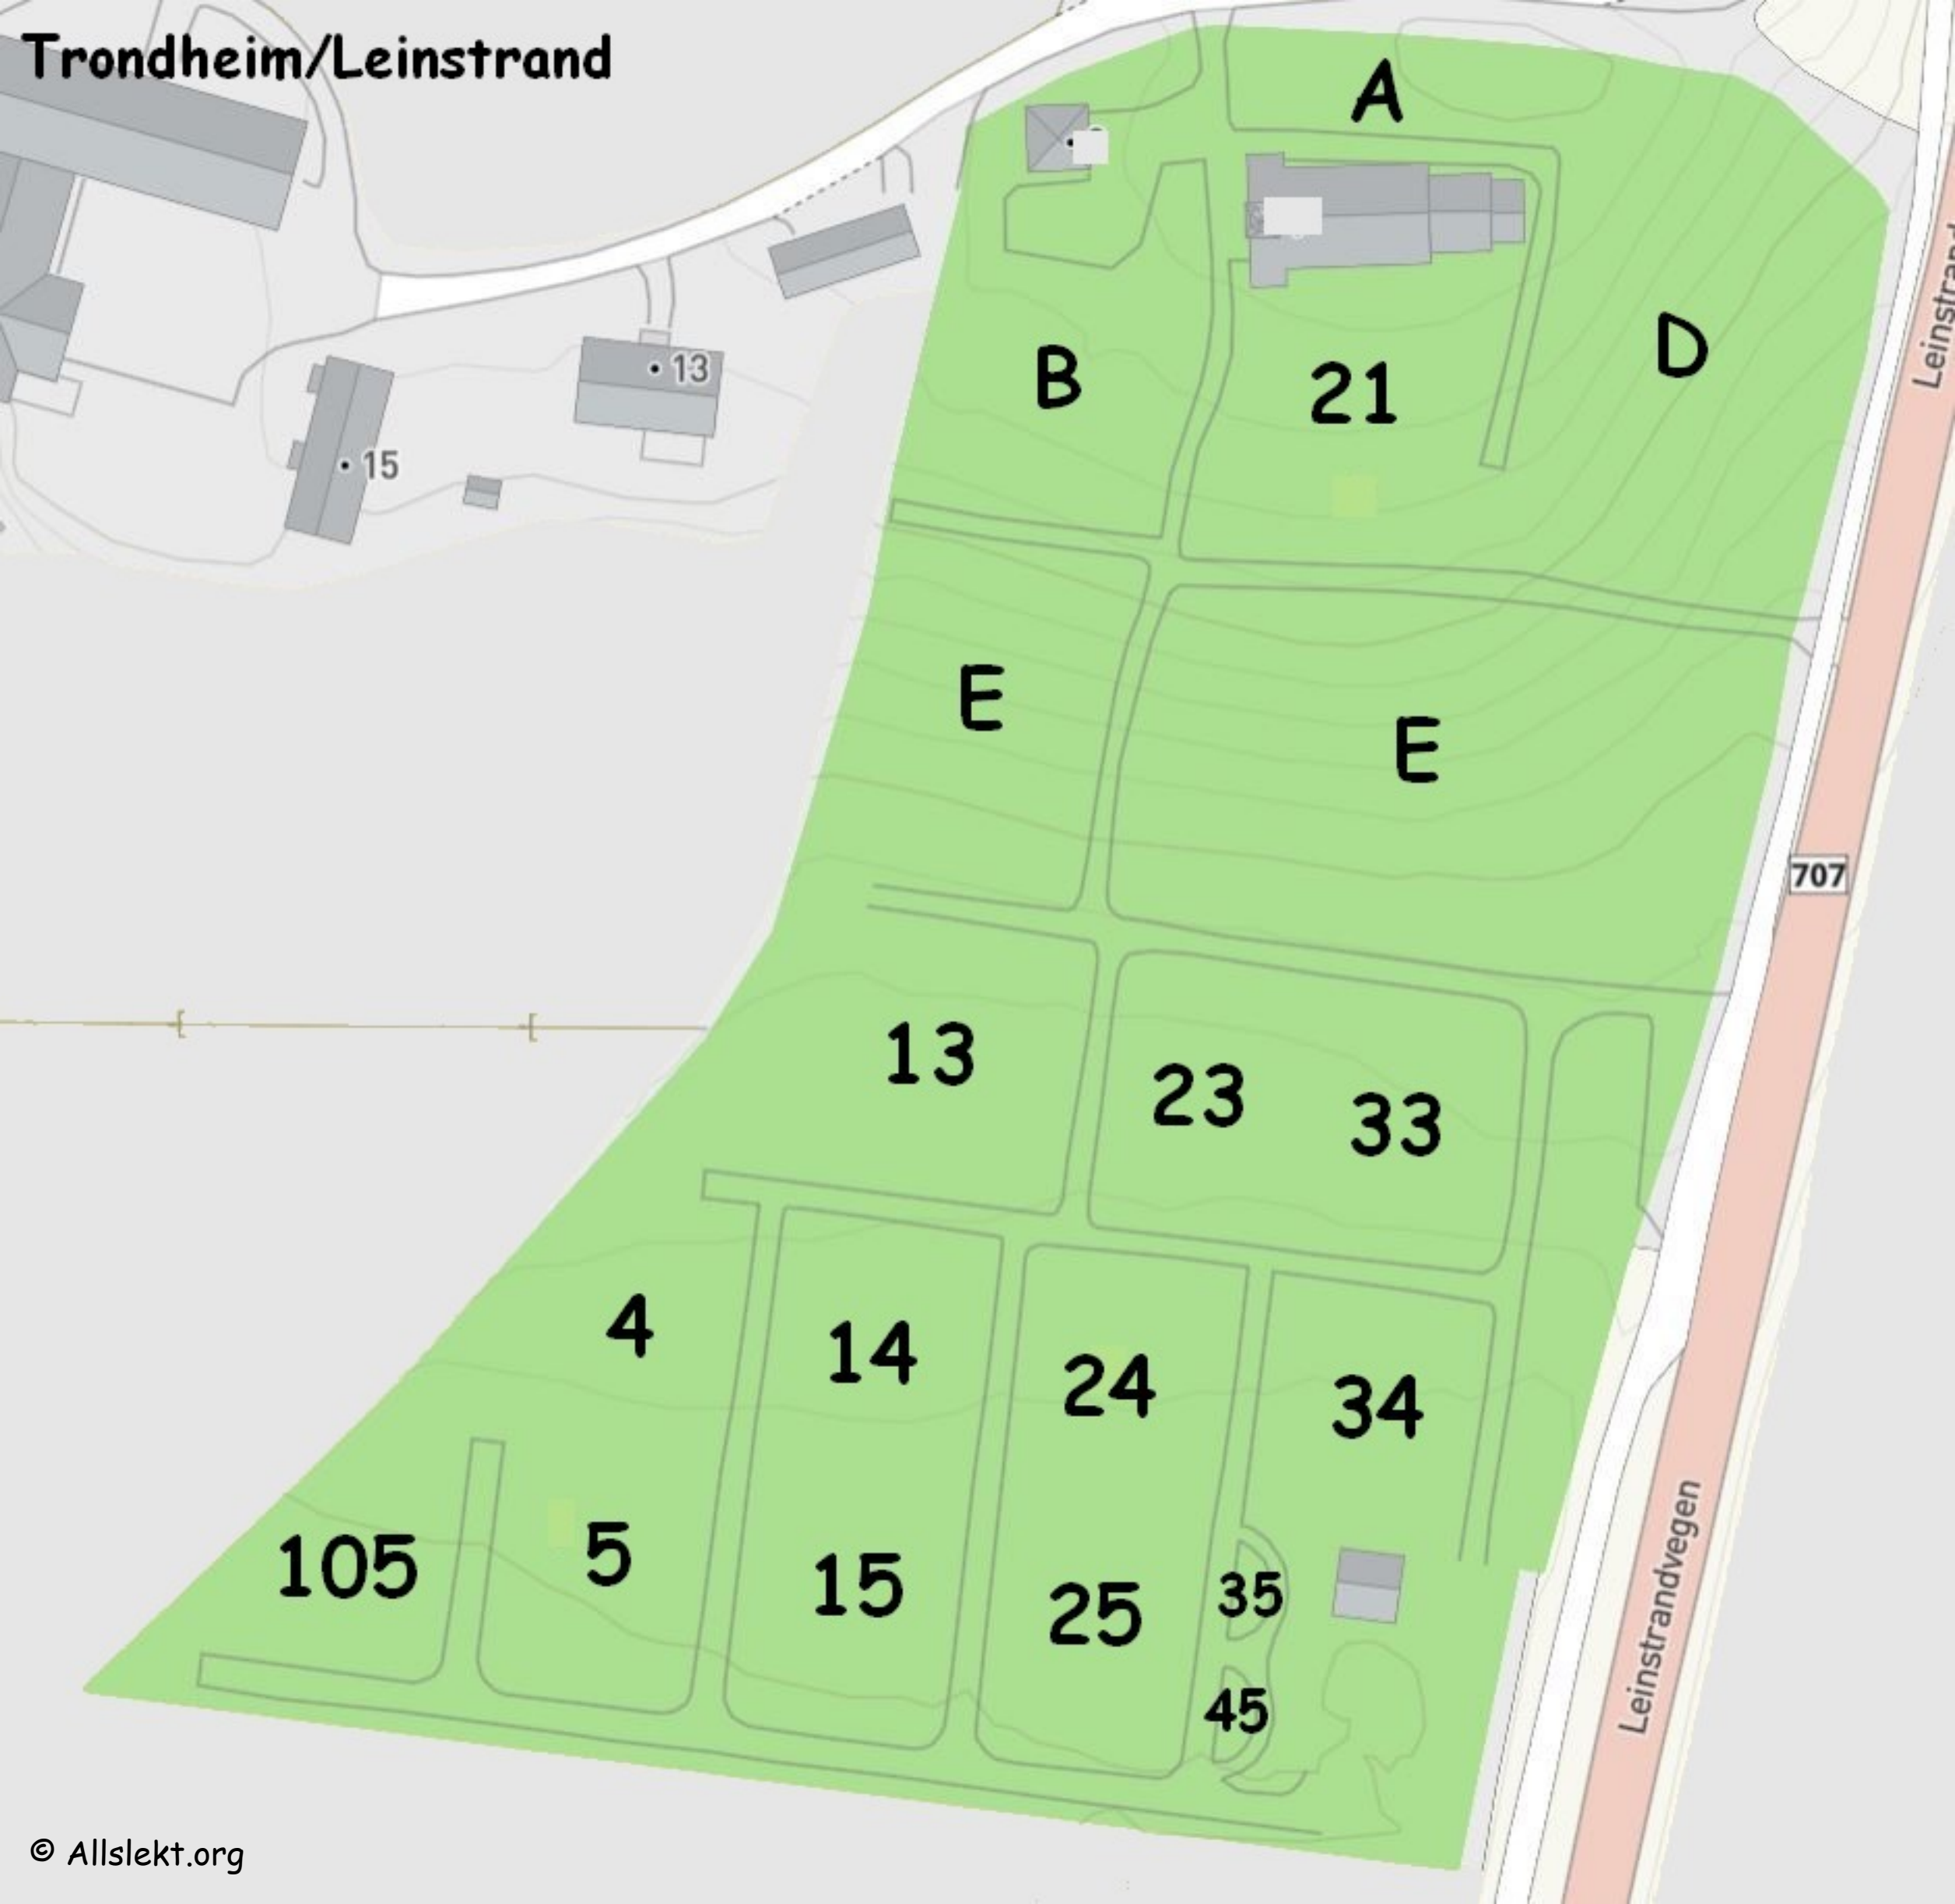 Trondheim/Leinstrand
A
13
15
B
21
D
Leinstrand
E
E
707
13
23
33
4
14
24
34
105
5
15
25
35
45
Leinstrandvegen
© Allslekt.org